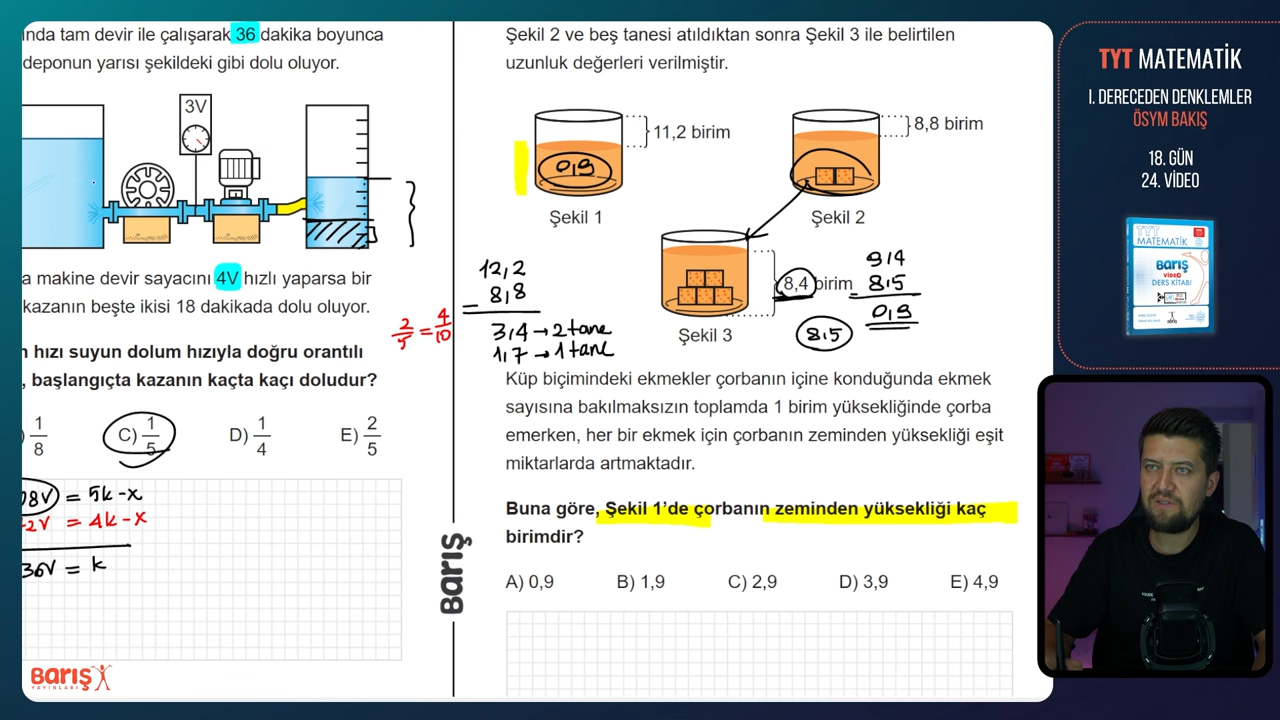 ında tam devir ile çalışarak 36 dakika boyunca
deponun yarısı şekildeki gibi dolu oluyor.
3V
a makine devir sayacını 4V hızlı yaparsa bir
kazanın beşte ikisi 18 dakikada dolu oluyor.
2/5 = 4/10
n hızı suyun dolum hızıyla doğru orantılı
, başlangıçta kazanın kaçta kaçı doludur?
) 1/8 C) 1/5 D) 1/4 E) 2/5
08V = 5k-x
-2V = 4k-x
36V = k
BARIŞ
YAYINLARI
BARIŞ
Şekil 2 ve beş tanesi atıldıktan sonra Şekil 3 ile belirtilen
uzunluk değerleri verilmiştir.
11,2 birim
8,8 birim
0,9
Şekil 1
Şekil 2
8,4 birim
Şekil 3
12,2
8,8
3,4 → 2 tane
1,7 → 1 tane
8.5
9,4
8.5
0,9
Küp biçimindeki ekmekler çorbanın içine konduğunda ekmek
sayısına bakılmaksızın toplamda 1 birim yüksekliğinde çorba
emerken, her bir ekmek için çorbanın zeminden yüksekliği eşit
miktarlarda artmaktadır.
Buna göre, Şekil 1'de çorbanın zeminden yüksekliği kaç
birimdir?
A) 0,9 B) 1,9 C) 2,9 D) 3,9 E) 4,9
TYT MATEMATİK
I. DERECEDEN DENKLEMLER
ÖSYM BAKIŞ
18. GÜN
24. VİDEO
TYT
MATEMATİK
BARIŞ
VİDEO
DERS KİTABI